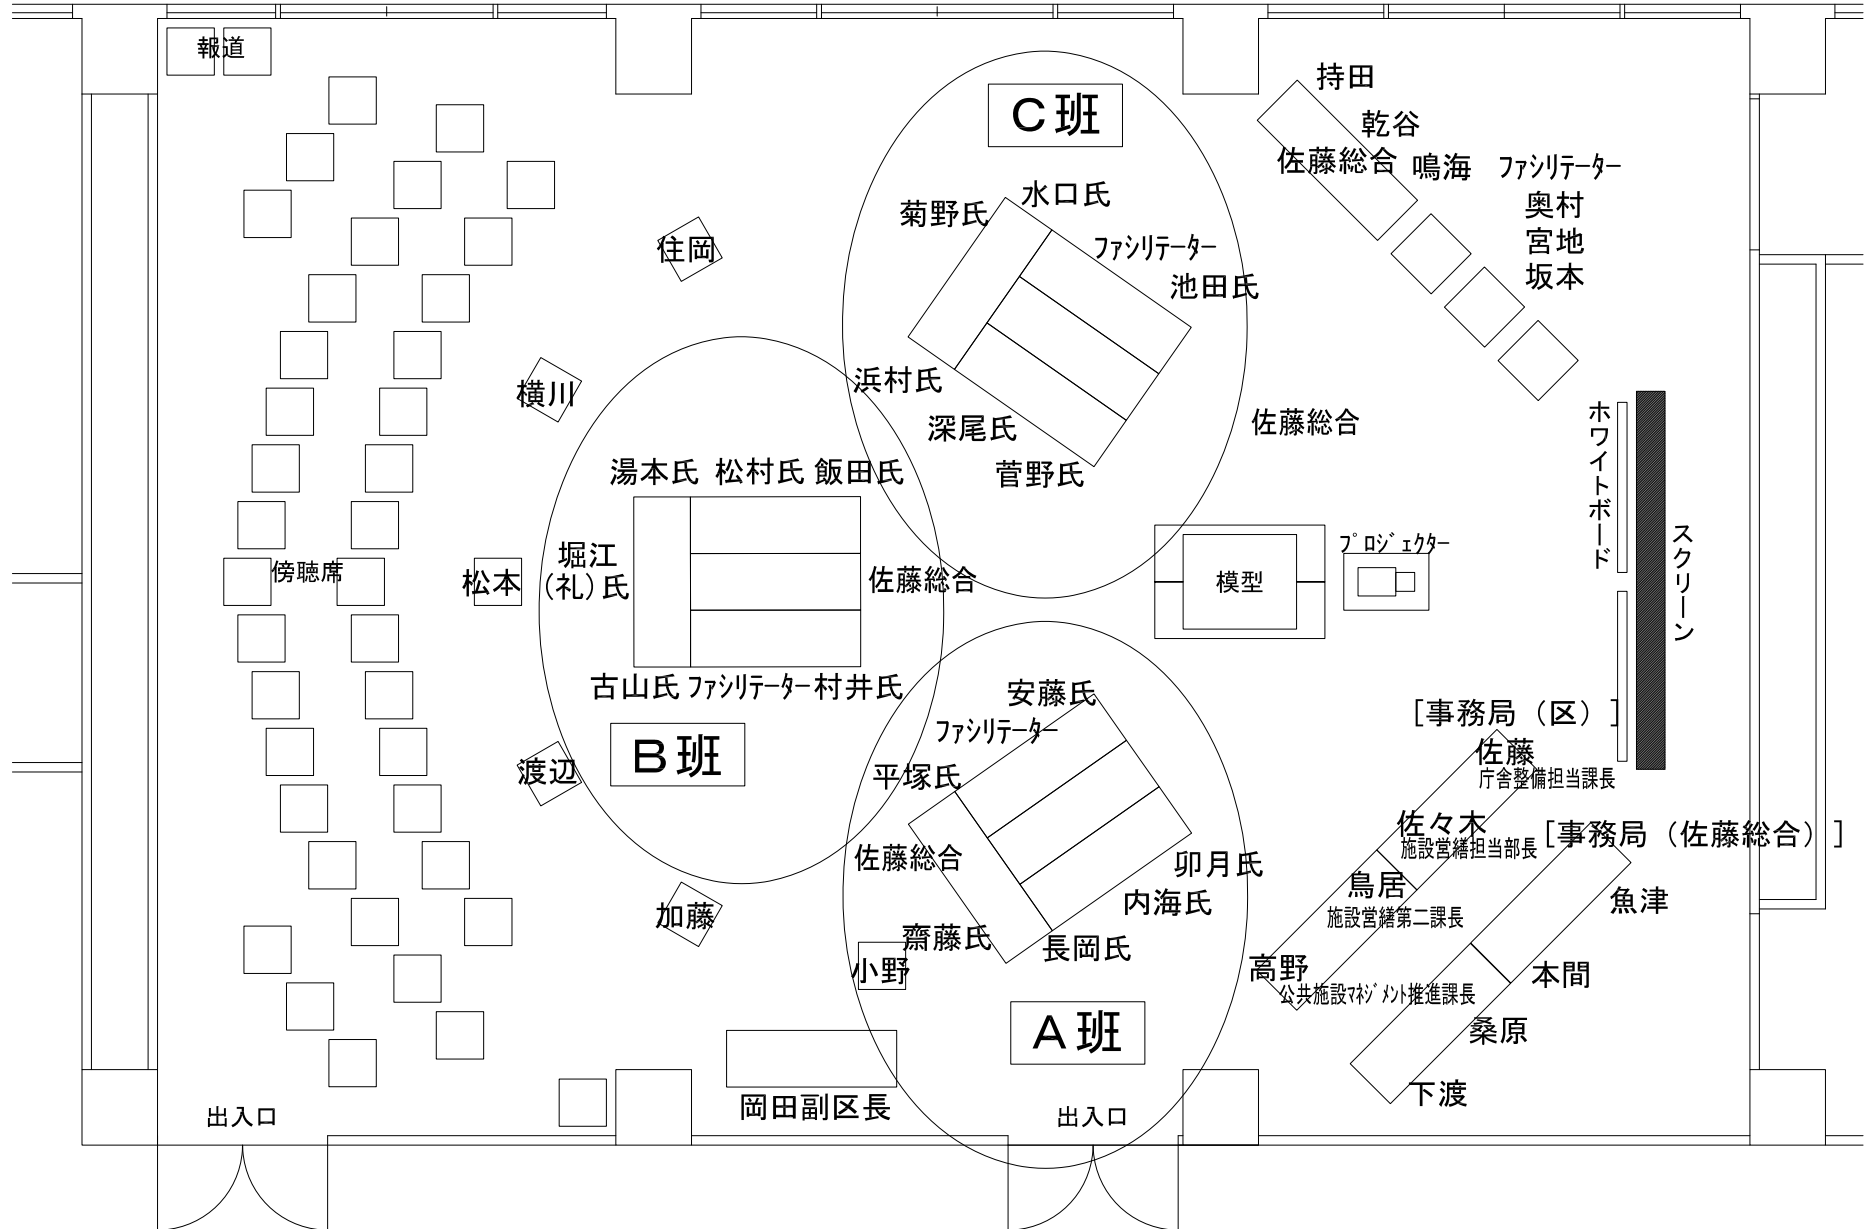 報道
持田
C班
乾谷
佐藤総合
鳴海
ファシリテーター
奥村
宮地
坂本
水口氏
菊野氏
ファシリテーター
池田氏
住岡
浜村氏
深尾氏
菅野氏
佐藤総合
横川
湯本氏
松村氏
飯田氏
堀江
(礼)氏
佐藤総合
松本
傍聴席
古山氏
ファシリテーター
村井氏
B班
渡辺
模型
プロジェクター
ホワイトボード
スクリーン
安藤氏
ファシリテーター
平塚氏
佐藤総合
卯月氏
内海氏
齋藤氏
長岡氏
加藤
小野
A班
岡田副区長
[事務局(区)]
佐藤
庁舎整備担当課長
佐々木
施設営繕担当部長
鳥居
施設営繕第二課長
高野
公共施設マネジメント推進課長
[事務局(佐藤総合)]
魚津
本間
桑原
下渡
出入口
出入口